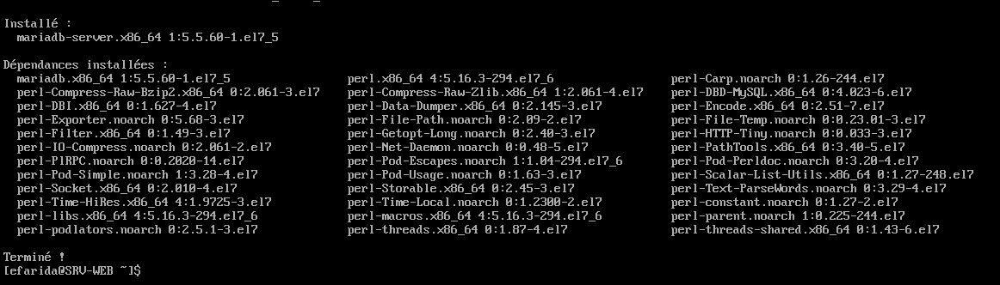 Installé :
mariadb-server.x86_64 1:5.5.60-1.el7_5
Dépendances installées :
mariadb.x86_64 1:5.5.60-1.el7_5 perl.x86_64 4:5.16.3-294.el7_6 perl-Carp.noarch 0:1.26-244.el7
perl-Compress-Raw-Bzip2.x86_64 0:2.061-3.el7 perl-Compress-Raw-Zlib.x86_64 1:2.061-4.el7 perl-DBD-MySQL.x86_64 0:4.023-6.el7
perl-DBI.x86_64 0:1.627-4.el7 perl-Data-Dumper.x86_64 0:2.145-3.el7 perl-Encode.x86_64 0:2.51-7.el7
perl-Exporter.noarch 0:5.68-3.el7 perl-File-Path.noarch 0:2.09-2.el7 perl-File-Temp.noarch 0:0.23.01-3.el7
perl-Filter.x86_64 0:1.49-3.el7 perl-Getopt-Long.noarch 0:2.40-3.el7 perl-HTTP-Tiny.noarch 0:0.033-3.el7
perl-IO-Compress.noarch 0:2.061-2.el7 perl-Net-Daemon.noarch 0:0.48-5.el7 perl-PathTools.x86_64 0:3.40-5.el7
perl-PlRPC.noarch 0:0.2020-14.el7 perl-Pod-Escapes.noarch 1:1.04-294.el7_6 perl-Pod-Perldoc.noarch 0:3.20-4.el7
perl-Pod-Simple.noarch 1:3.28-4.el7 perl-Pod-Usage.noarch 0:1.63-3.el7 perl-Scalar-List-Utils.x86_64 0:1.27-248.el7
perl-Socket.x86_64 0:2.010-4.el7 perl-Storable.x86_64 0:2.45-3.el7 perl-Text-ParseWords.noarch 0:3.29-4.el7
perl-Time-HiRes.x86_64 4:1.9725-3.el7 perl-Time-Local.noarch 0:1.2300-2.el7 perl-constant.noarch 0:1.27-2.el7
perl-libs.x86_64 4:5.16.3-294.el7_6 perl-macros.x86_64 4:5.16.3-294.el7_6 perl-parent.noarch 1:0.225-244.el7
perl-podlators.noarch 0:2.5.1-3.el7 perl-threads.x86_64 0:1.87-4.el7 perl-threads-shared.x86_64 0:1.43-6.el7
Terminé !
[efarida@SRV-WEB ~]$